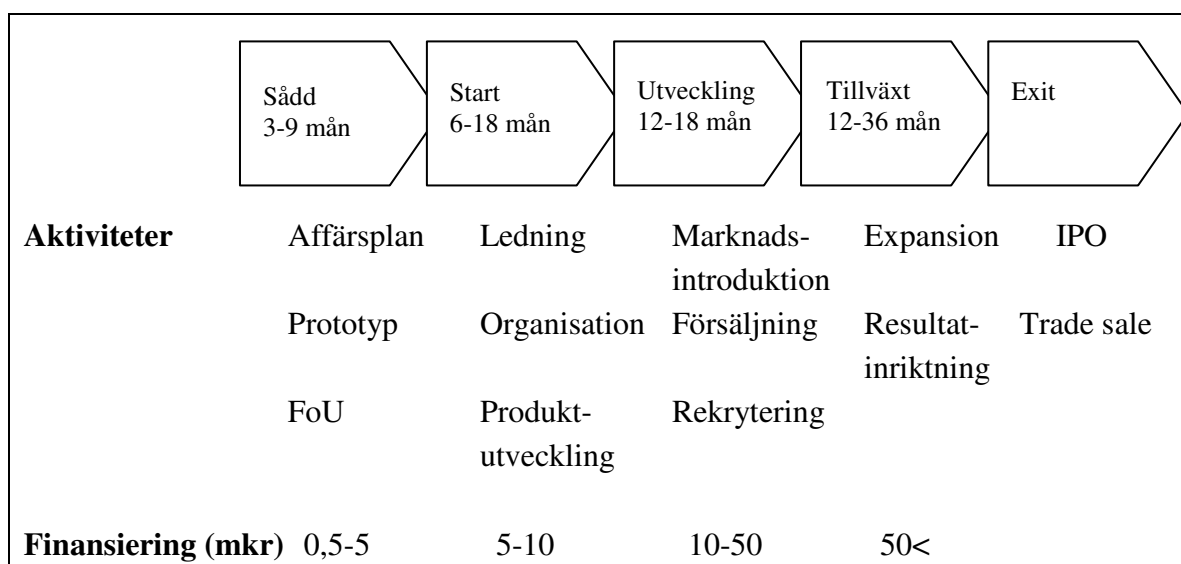 Sådd Start Utveckling Tillväxt Exit
3-9 mån 6-18 mån 12-18 mån 12-36 mån
Aktiviteter Affärsplan Ledning Marknads- Expansion IPO
introduktion
Prototyp Organisation Försäljning Resultat- Trade sale
inriktning
FoU Produkt- Rekrytering
utveckling
Finansiering (mkr) 0,5-5 5-10 10-50 50<